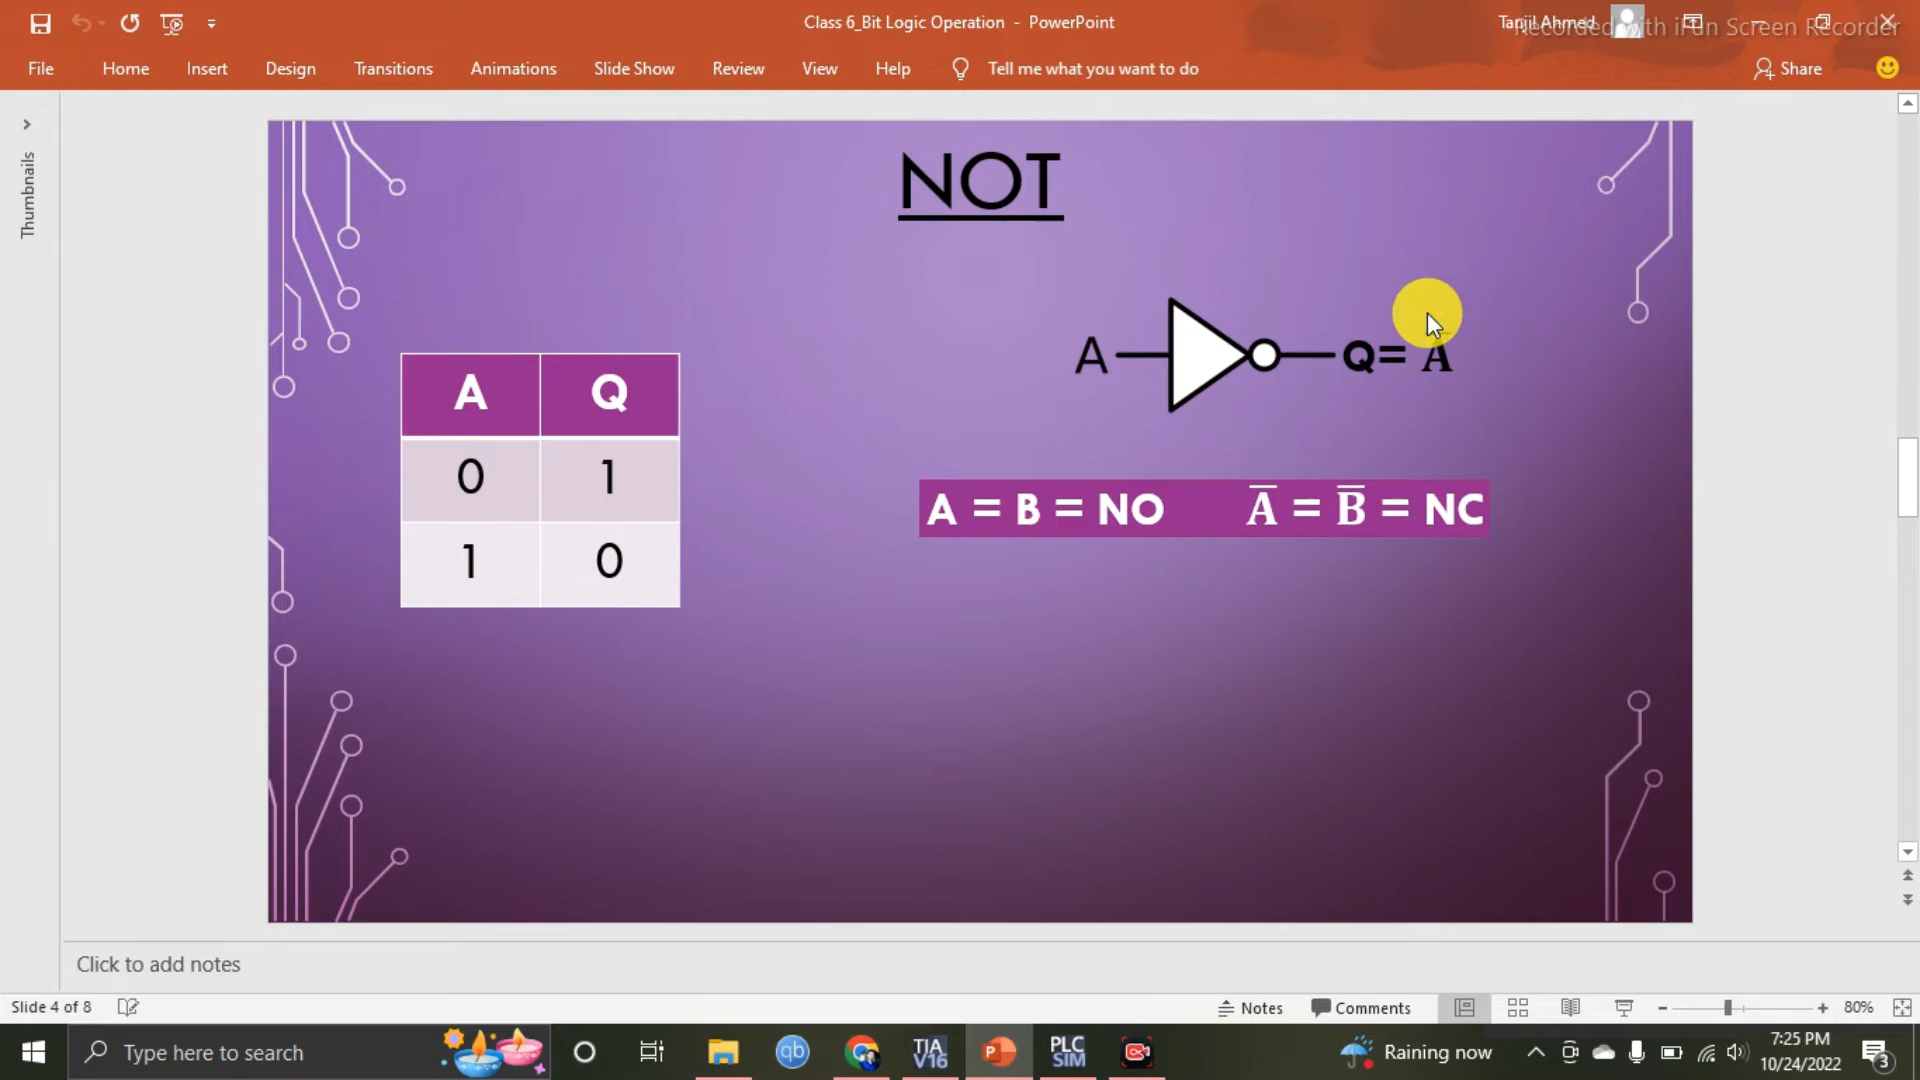 Class 6_Bit Logic Operation - PowerPoint
Tanjil Ahmed
Recorded with iFun Screen Recorder
File Home Insert Design Transitions Animations Slide Show Review View Help Tell me what you want to do Share
Thumbnails
NOT
A Q= A̅
A Q
0 1
1 0
A = B = NO A̅ = B̅ = NC
Click to add notes
Slide 4 of 8 Notes Comments 80%
Type here to search
qb
TIA V16
P
PLC SIM
Raining now
7:25 PM
10/24/2022
3